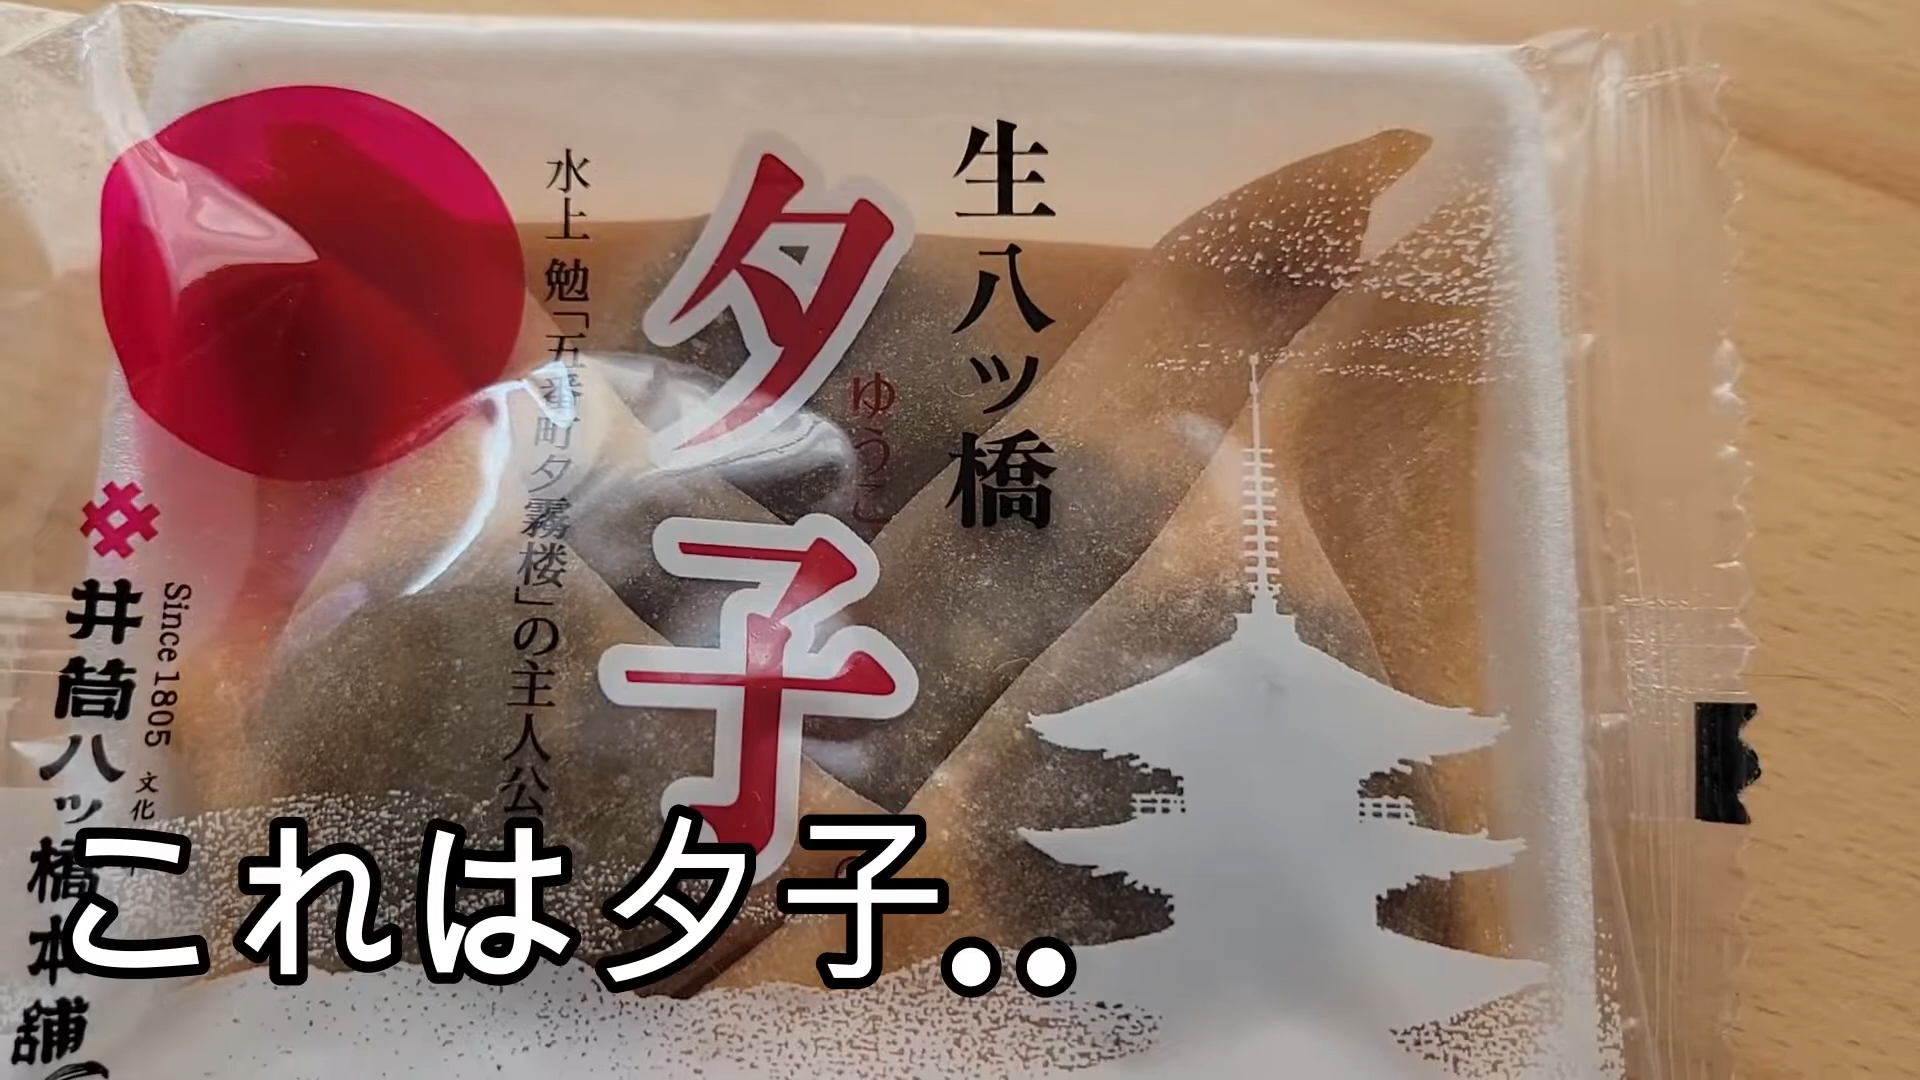 生八ッ橋
夕子
ゆうこ
水上 勉「五番町夕霧楼」の主人公
Since 1805
文化
井筒八ッ橋本舗
これは夕子..